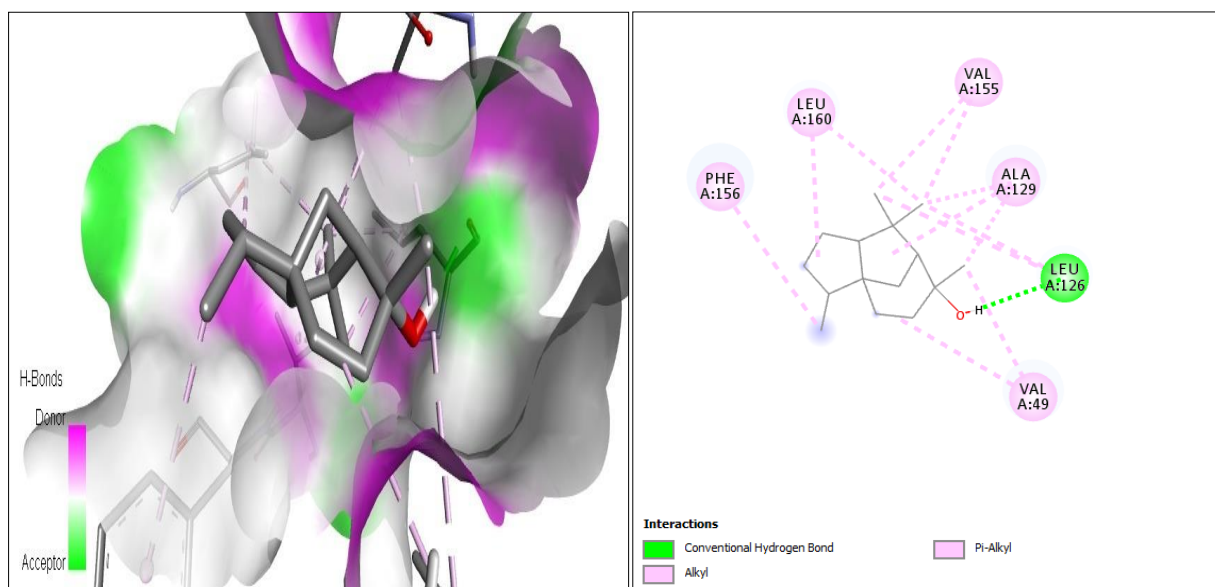 H-Bonds
Donor
Acceptor
VAL
A:155
LEU
A:160
PHE
A:156
ALA
A:129
LEU
A:126
H
O
VAL
A:49
Interactions
Conventional Hydrogen Bond
Pi-Alkyl
Alkyl